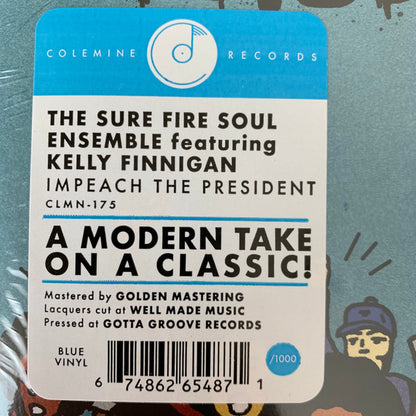 COLEMINE RECORDS
THE SURE FIRE SOUL
ENSEMBLE featuring
KELLY FINNIGAN
IMPEACH THE PRESIDENT
CLMN-175
A MODERN TAKE
ON A CLASSIC!
Mastered by GOLDEN MASTERING
Lacquers cut at WELL MADE MUSIC
Pressed at GOTTA GROOVE RECORDS
BLUE
VINYL
/1000
6 74862 65487 1